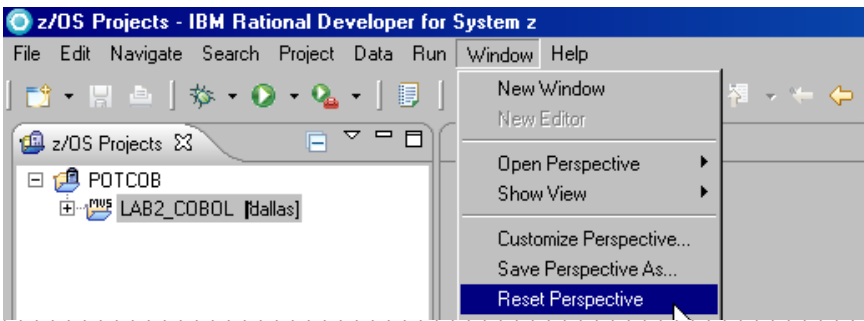 z/OS Projects - IBM Rational Developer for System z
File Edit Navigate Search Project Data Run Window Help
New Window
New Editor
z/OS Projects
Open Perspective
POTCOB
Show View
MVS LAB2_COBOL [dallas]
Customize Perspective...
Save Perspective As...
Reset Perspective